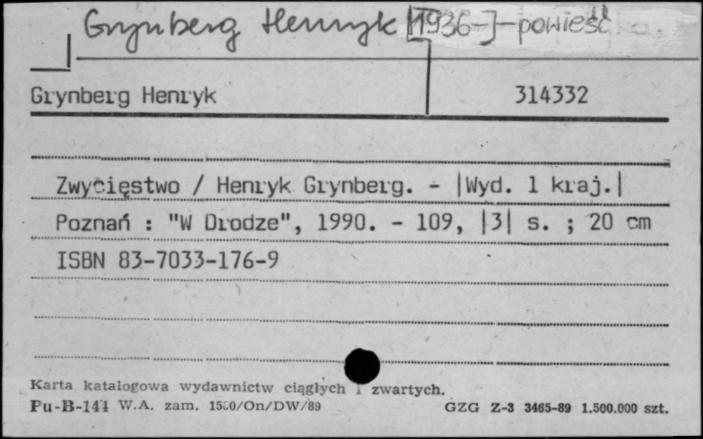 Grynberg Henryk [1936-]-powieść
Grynberg Henryk 314332
Zwycięstwo / Henryk Grynberg. - |Wyd. 1 kraj.|
Poznań : "W Drodze", 1990. - 109, |3| s. ; 20 cm
ISBN 83-7033-176-9
Karta katalogowa wydawnictw ciągłych i zwartych.
Pu-B-144 W.A. zam. /On/DW/89 GZG Z-3 3465-89 1.500.000 szt.